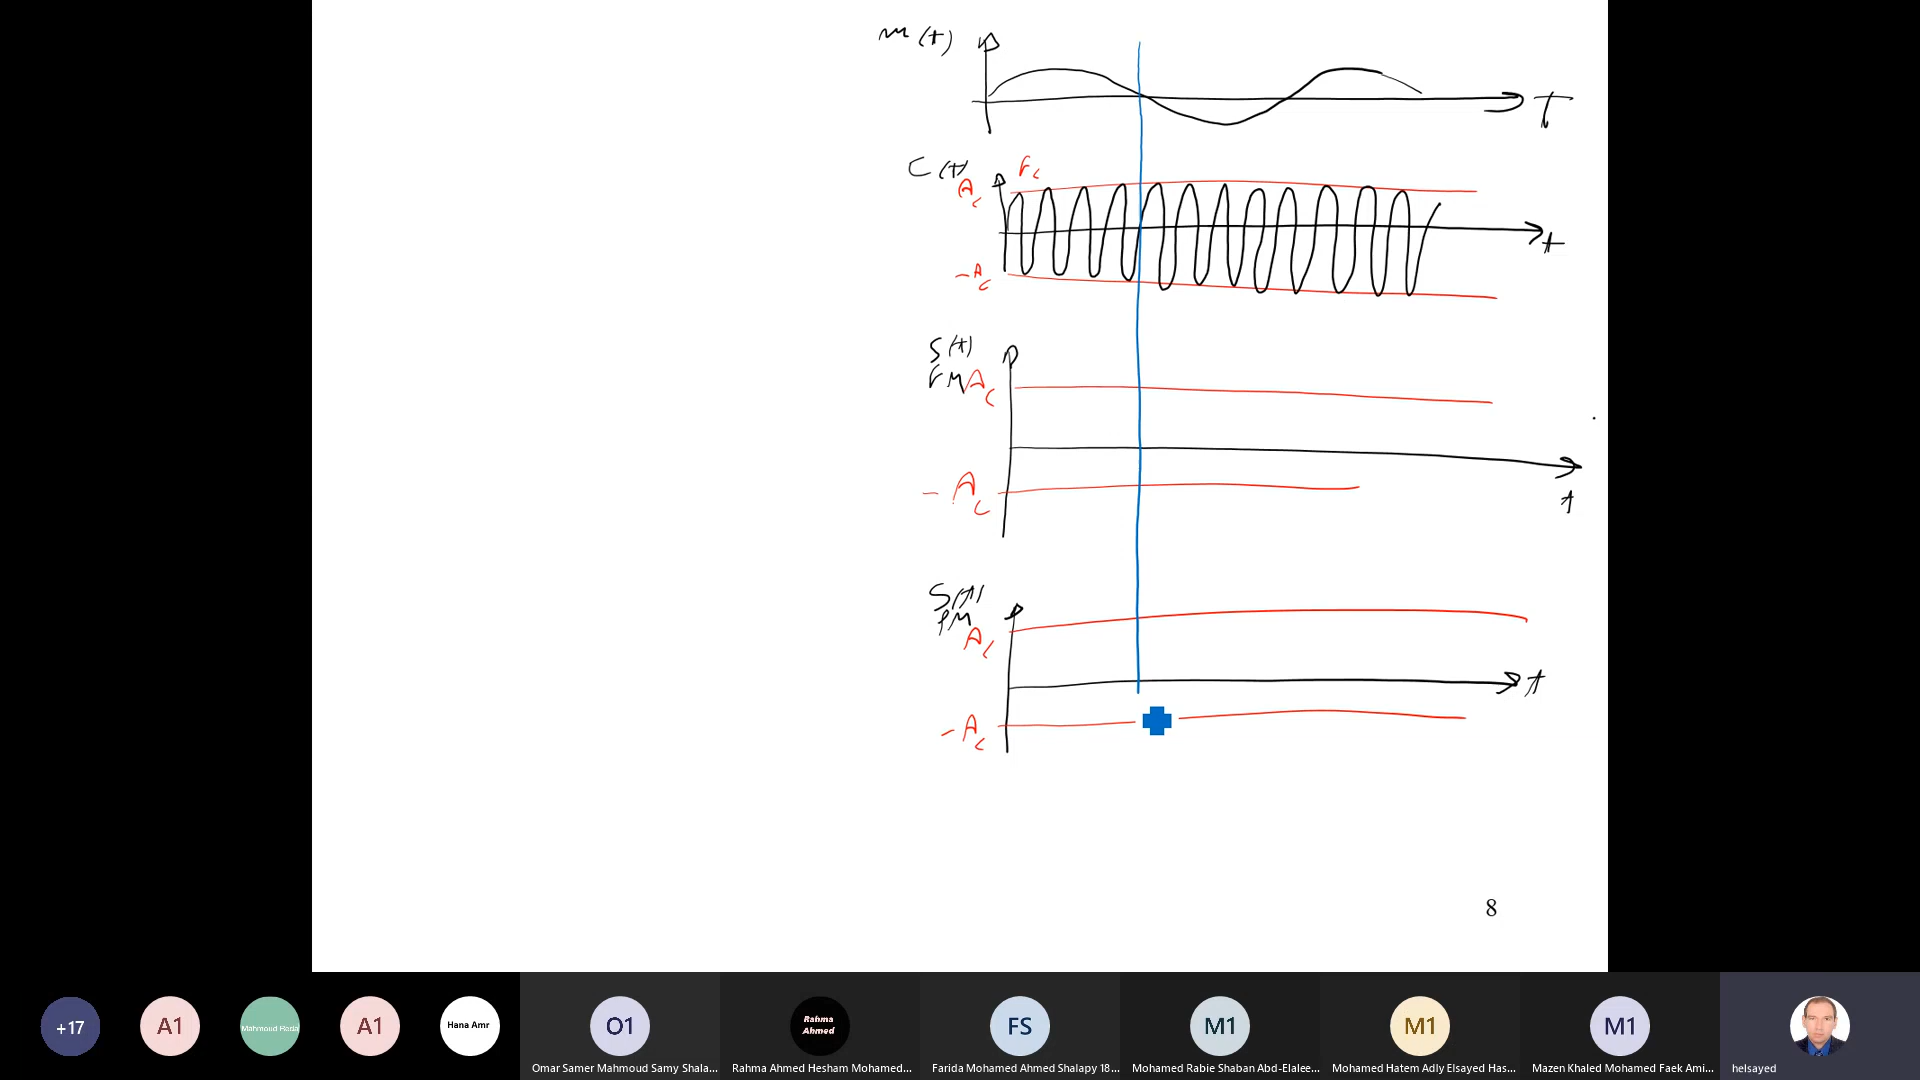 m(t)
T
C(t)
Fc
Ac
t
-Ac
S(t)
FM Ac
-Ac
t
S(t)
PM
Ac
t
-Ac
8
+17
A1
Mahmoud Reda
A1
Hana Amr
O1
Rahma
Ahmed
FS
M1
M1
M1
Omar Samer Mahmoud Samy Shala...
Rahma Ahmed Hesham Mohamed...
Farida Mohamed Ahmed Shalapy 18...
Mohamed Rabie Shaban Abd-Elalee...
Mohamed Hatem Adly Elsayed Has...
Mazen Khaled Mohamed Faek Ami...
helsayed